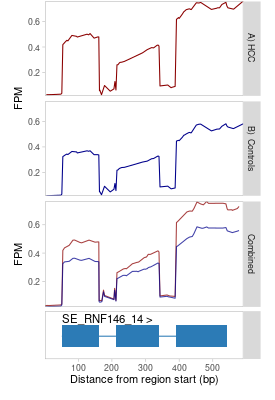 0.6
0.4
0.2
FPM
A) HCC
0.6
0.4
0.2
FPM
B) Controls
0.6
0.4
0.2
FPM
Combined
SE_RNF146_14 >
100 200 300 400 500
Distance from region start (bp)